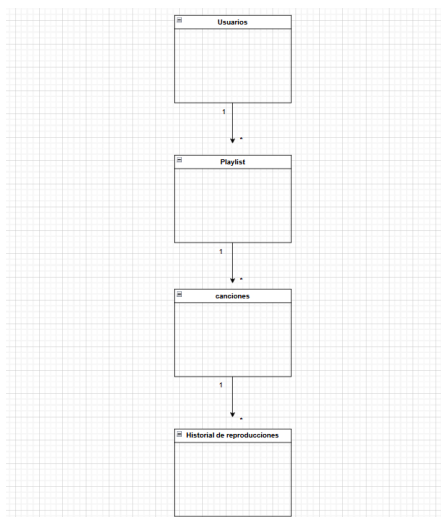 Usuarios
1
*
Playlist
1
*
canciones
1
*
Historial de reproducciones